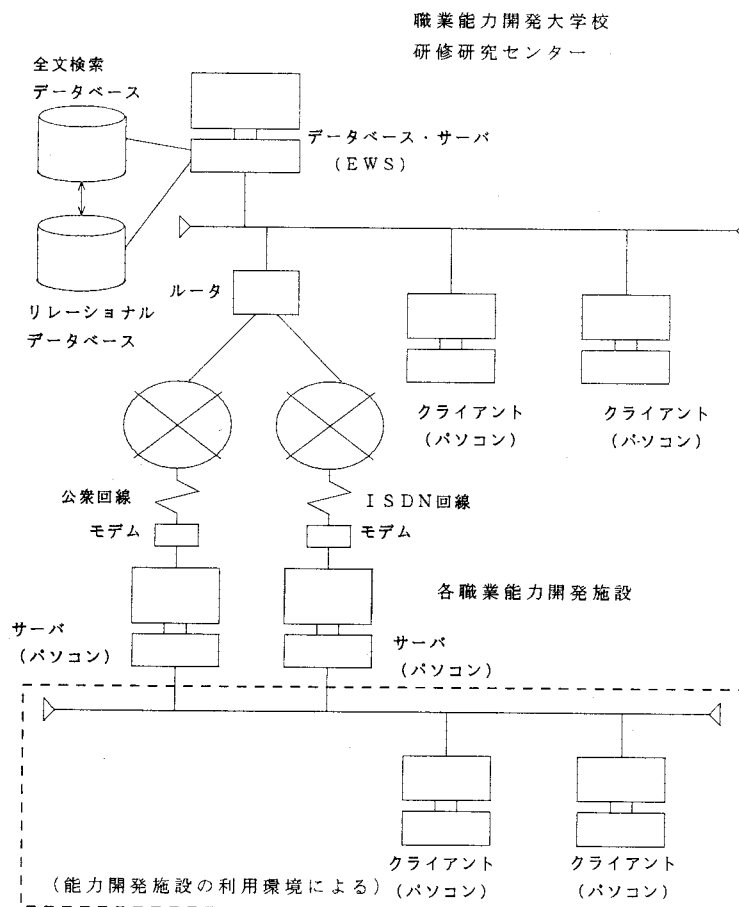 職業能力開発大学校
研修研究センター
全文検索
データベース
データベース・サーバ
(EWS)
ルータ
リレーショナル
データベース
クライアント
(パソコン)
クライアント
(パソコン)
公衆回線
ISDN回線
モデム
モデム
各職業能力開発施設
サーバ
(パソコン)
サーバ
(パソコン)
クライアント
(パソコン)
クライアント
(パソコン)
(能力開発施設の利用環境による)